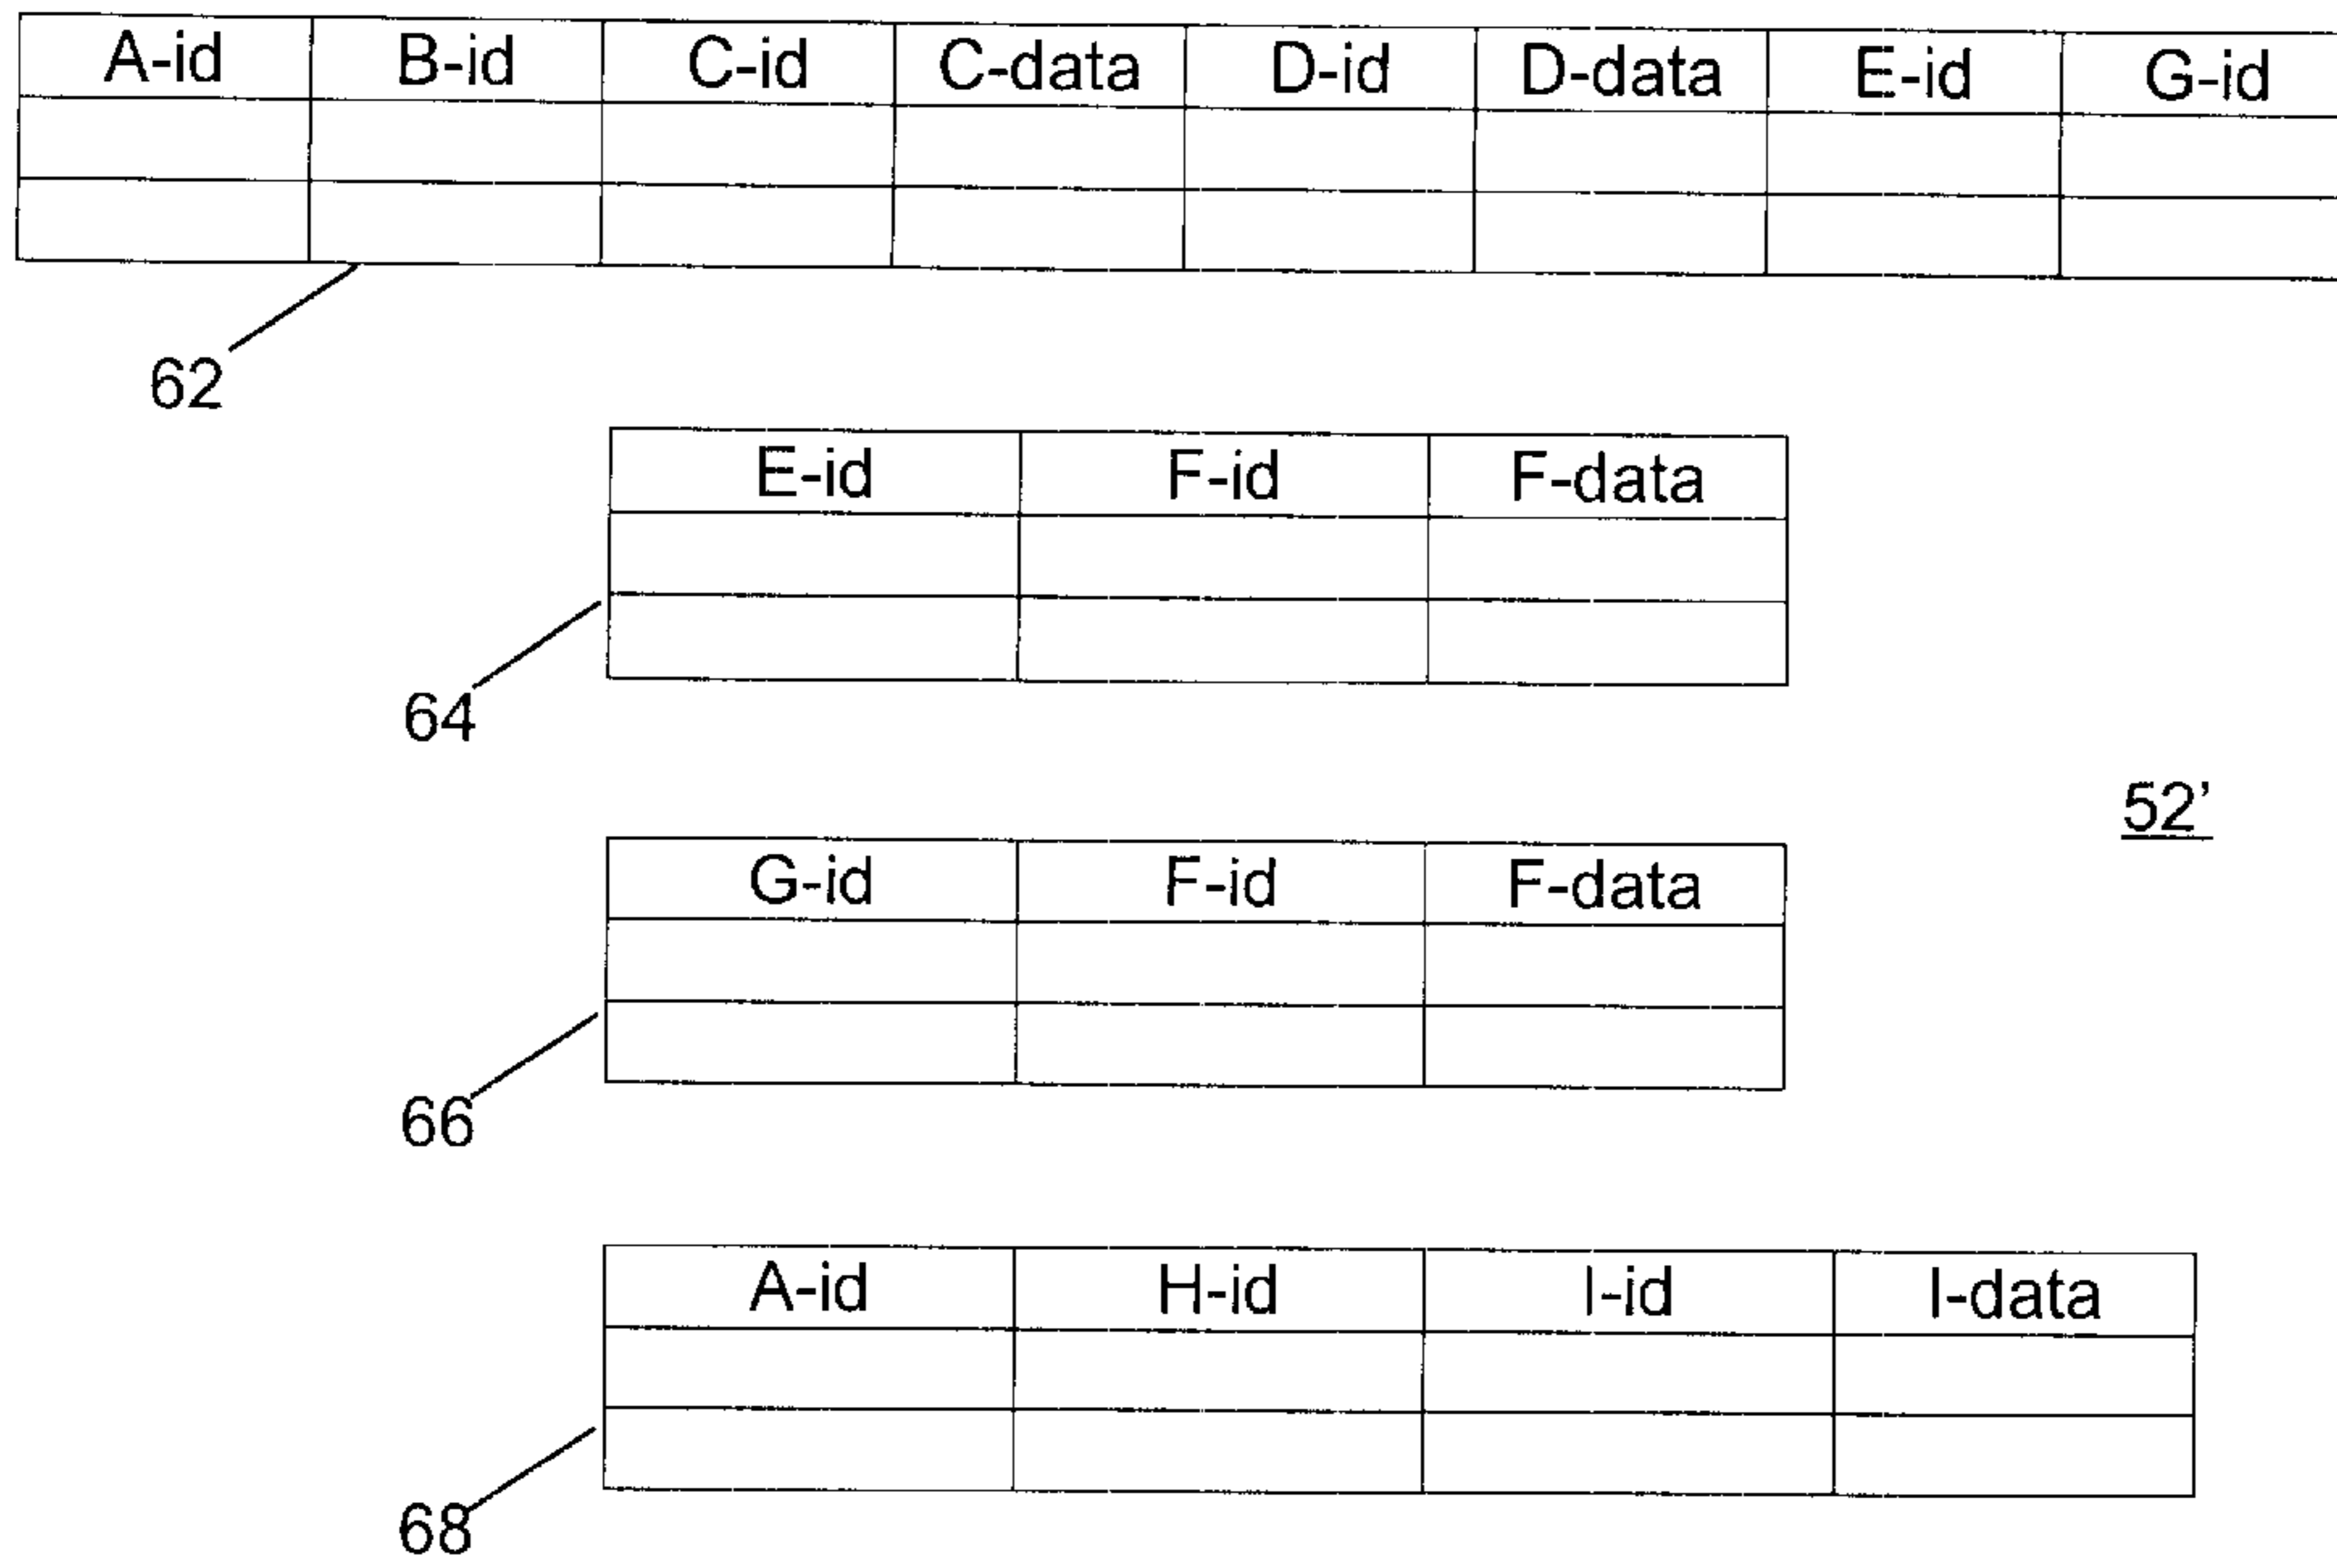 A-id B-id C-id C-data D-id D-data E-id G-id
62
E-id F-id F-data
64
52’
G-id F-id F-data
66
A-id H-id I-id I-data
68